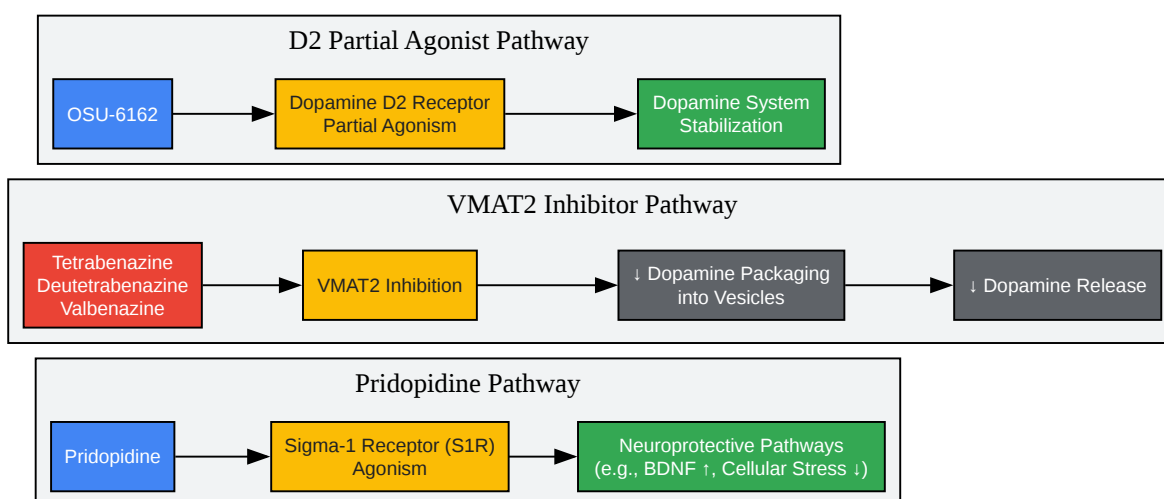 D2 Partial Agonist Pathway
OSU-6162
Dopamine D2 Receptor
Partial Agonism
Dopamine System
Stabilization
VMAT2 Inhibitor Pathway
Tetrabenazine
Deutetrabenazine
Valbenazine
VMAT2 Inhibition
↓ Dopamine Packaging
into Vesicles
↓ Dopamine Release
Pridopidine Pathway
Pridopidine
Sigma-1 Receptor (S1R)
Agonism
Neuroprotective Pathways
(e.g., BDNF ↑, Cellular Stress ↓)